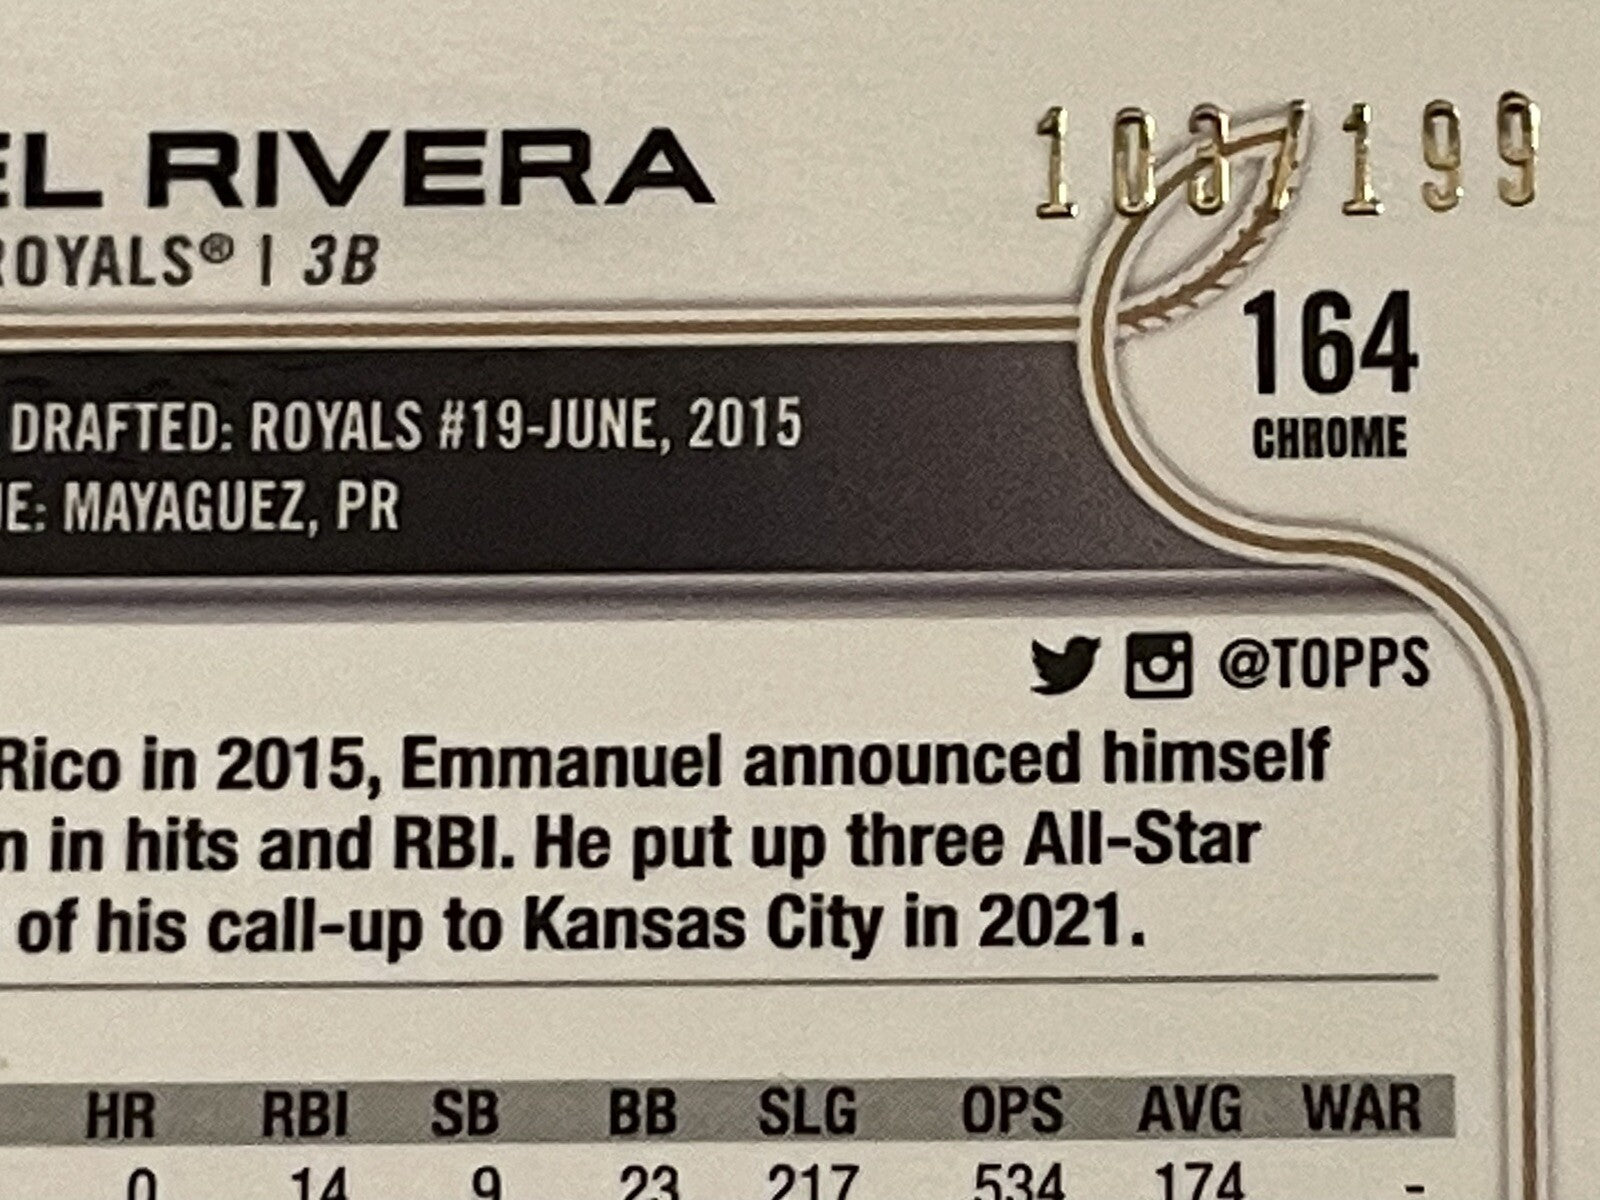 103/199
EL RIVERA
ROYALS® | 3B
164
CHROME
DRAFTED: ROYALS #19-JUNE, 2015
ME: MAYAGUEZ, PR
@TOPPS
Rico in 2015, Emmanuel announced himself
n in hits and RBI. He put up three All-Star
of his call-up to Kansas City in 2021.
HR RBI SB BB SLG OPS AVG WAR
0 14 9 23 .217 .534 .174 -